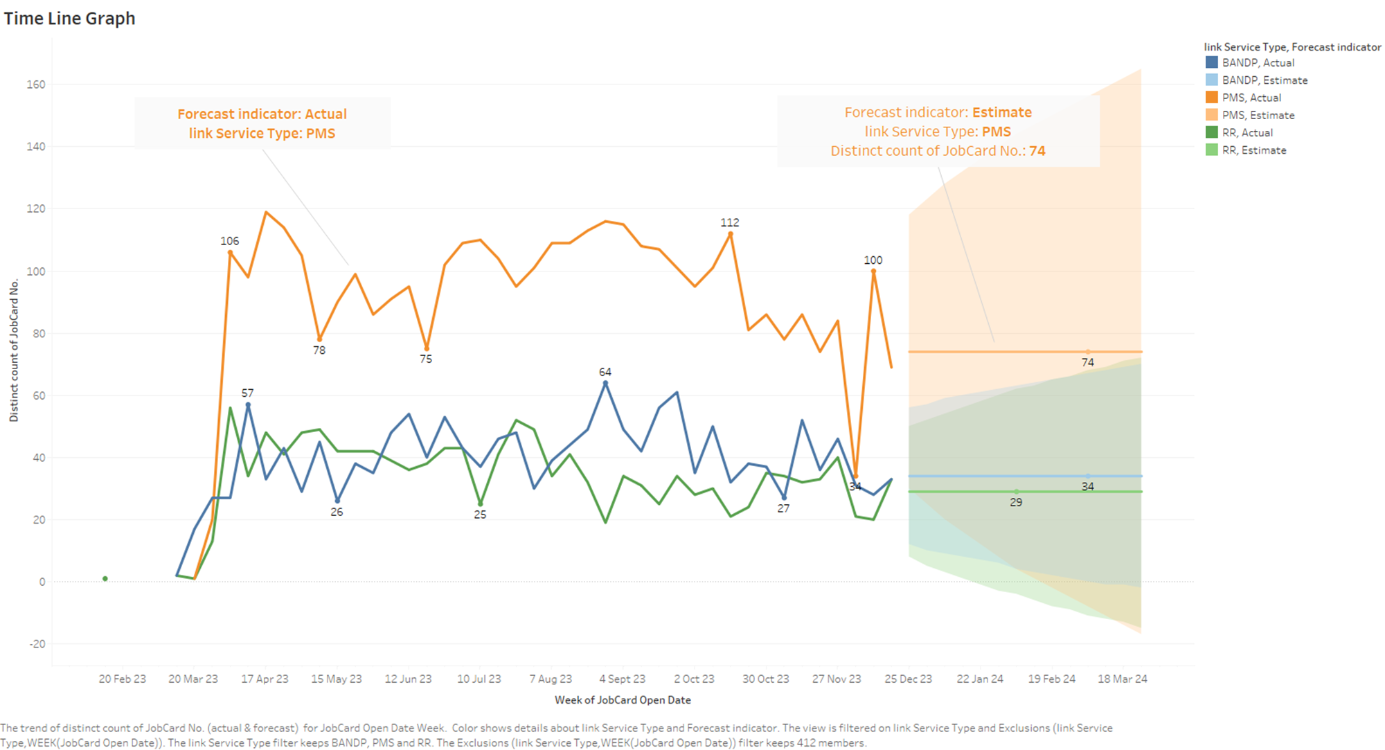 Time Line Graph
link Service Type, Forecast indicator
BANDP, Actual
BANDP, Estimate
PMS, Actual
PMS, Estimate
RR, Actual
RR, Estimate
Forecast indicator: Actual
link Service Type: PMS
Forecast indicator: Estimate
link Service Type: PMS
Distinct count of JobCard No.: 74
Distinct count of JobCard No.
160
140
120
100
80
60
40
20
0
-20
106
78
75
112
100
34
57
26
64
27
25
74
34
29
20 Feb 23
20 Mar 23
17 Apr 23
15 May 23
12 Jun 23
10 Jul 23
7 Aug 23
4 Sept 23
2 Oct 23
30 Oct 23
27 Nov 23
25 Dec 23
22 Jan 24
19 Feb 24
18 Mar 24
Week of JobCard Open Date
The trend of distinct count of JobCard No. (actual & forecast)  for JobCard Open Date Week.  Color shows details about link Service Type and Forecast indicator. The view is filtered on link Service Type and Exclusions (link Service
Type,WEEK(JobCard Open Date)). The link Service Type filter keeps BANDP, PMS and RR. The Exclusions (link Service Type,WEEK(JobCard Open Date)) filter keeps 412 members.